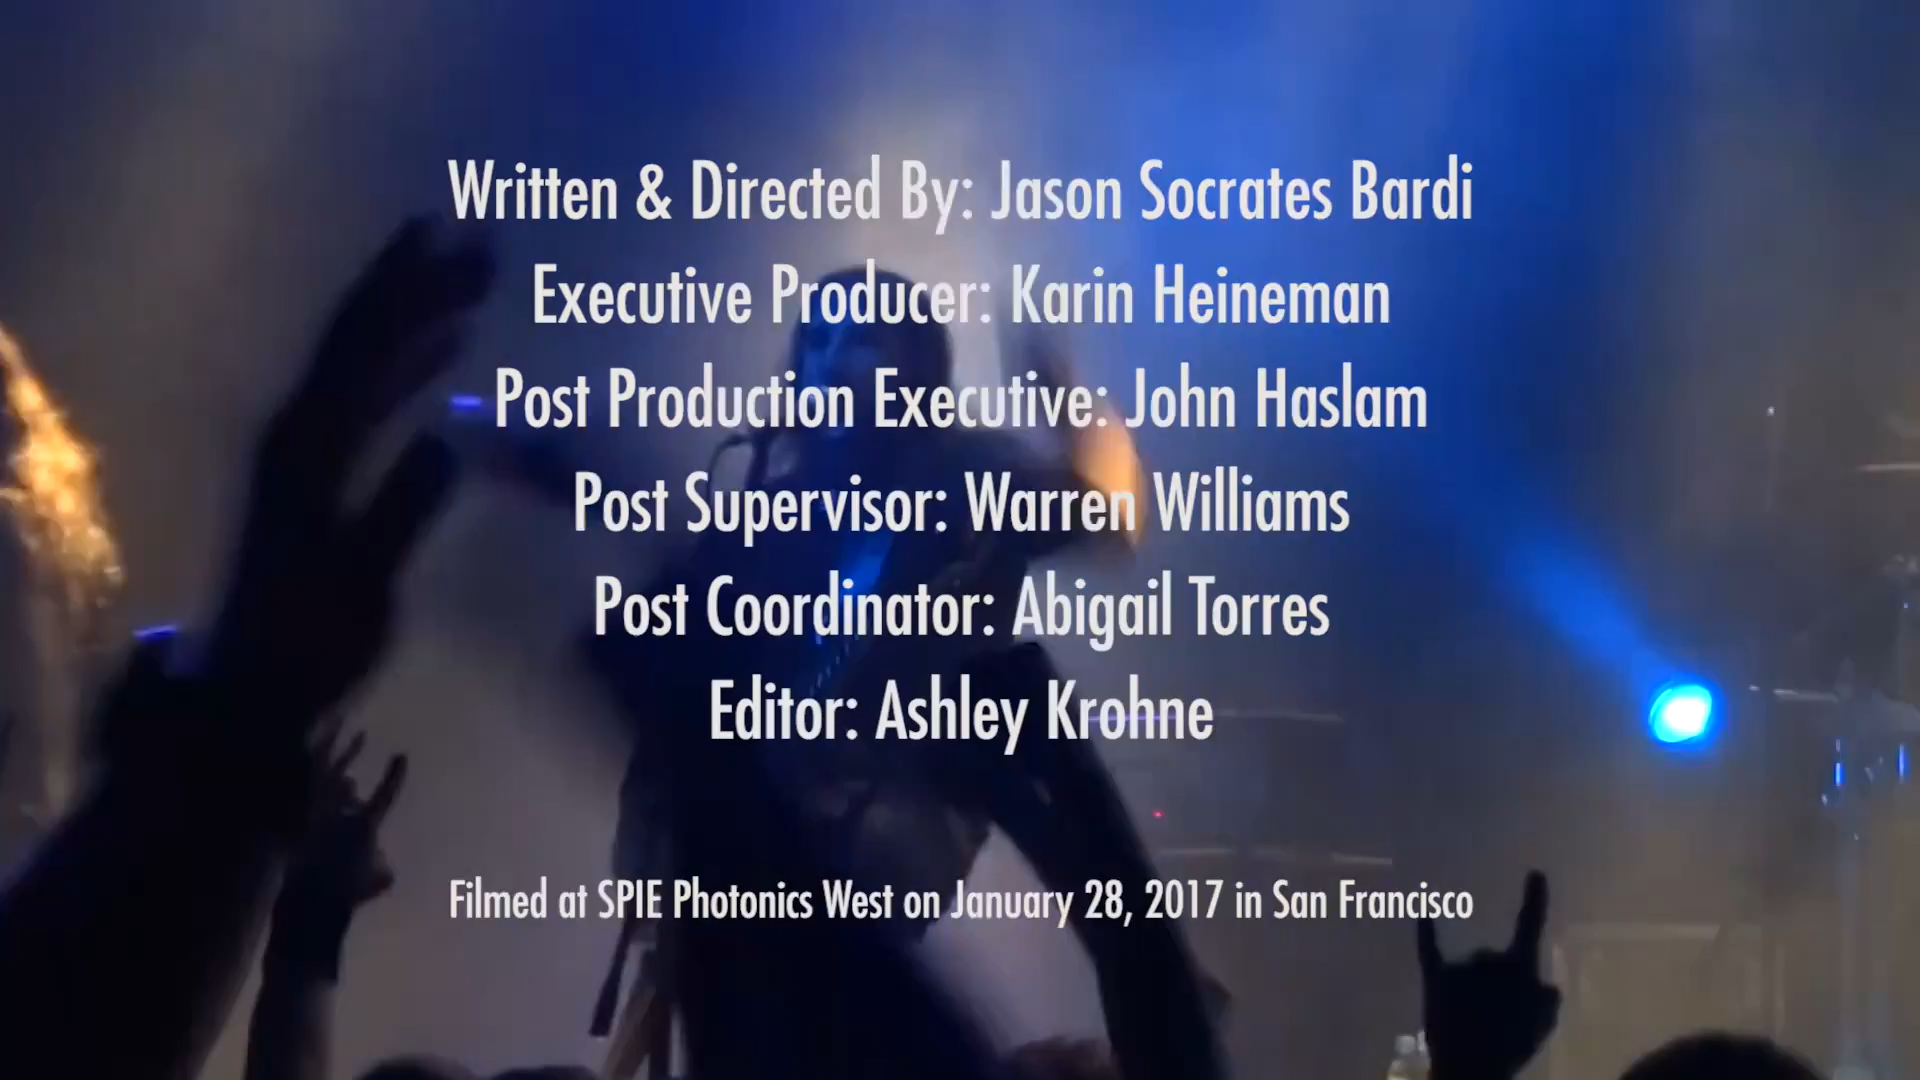 Written & Directed By: Jason Socrates Bardi
Executive Producer: Karin Heineman
Post Production Executive: John Haslam
Post Supervisor: Warren Williams
Post Coordinator: Abigail Torres
Editor: Ashley Krohne
Filmed at SPIE Photonics West on January 28, 2017 in San Francisco